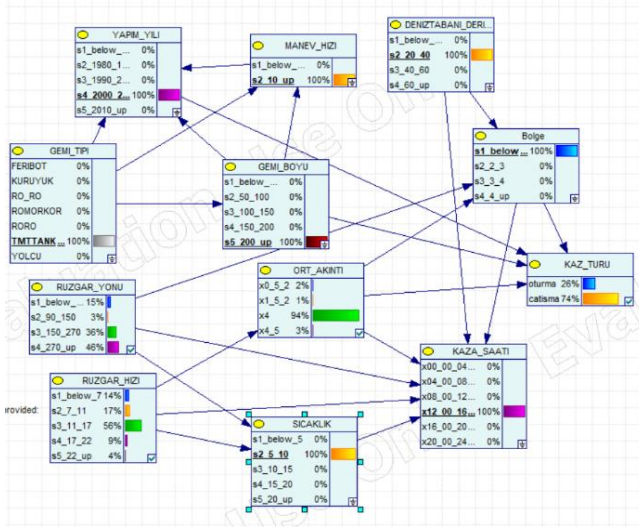 YAPIM_YILI
s1_below_... 0%
s2_1980_1... 0%
s3_1990_2... 0%
s4_2000_2... 100%
s5_2010_up 0%
MANEV_HIZI
s1_below_... 0%
s2_10_up 100%
DENIZTABANI_DERI...
s1_below_... 0%
s2_20_40 100%
s3_40_60 0%
s4_60_up 0%
GEMI_TIPI
FERIBOT 0%
KURUYUK 0%
RO_RO 0%
ROMORKOR 0%
RORO 0%
TMTTANK... 100%
YOLCU 0%
GEMI_BOYU
s1_below_... 0%
s2_50_100 0%
s3_100_150 0%
s4_150_200 0%
s5_200_up 100%
Bolge
s1_below... 100%
s2_2_3 0%
s3_3_4 0%
s4_4_up 0%
KAZ_TURU
oturma 26%
catisma 74%
RUZGAR_YONU
s1_below_... 15%
s2_90_150 3%
s3_150_270 36%
s4_270_up 46%
ORT_AKINTI
x0_5_2 2%
x1_5_2 1%
x4 94%
x4_5 3%
KAZA_SAATI
x00_00_04... 0%
x04_00_08... 0%
x08_00_12... 0%
x12_00_16... 100%
x16_00_20... 0%
x20_00_24... 0%
RUZGAR_HIZI
s1_below_7 14%
s2_7_11 17%
s3_11_17 56%
s4_17_22 9%
s5_22_up 4%
SICAKLIK
s1_below_5 0%
s2_5_10 100%
s3_10_15 0%
s4_15_20 0%
s5_20_up 0%